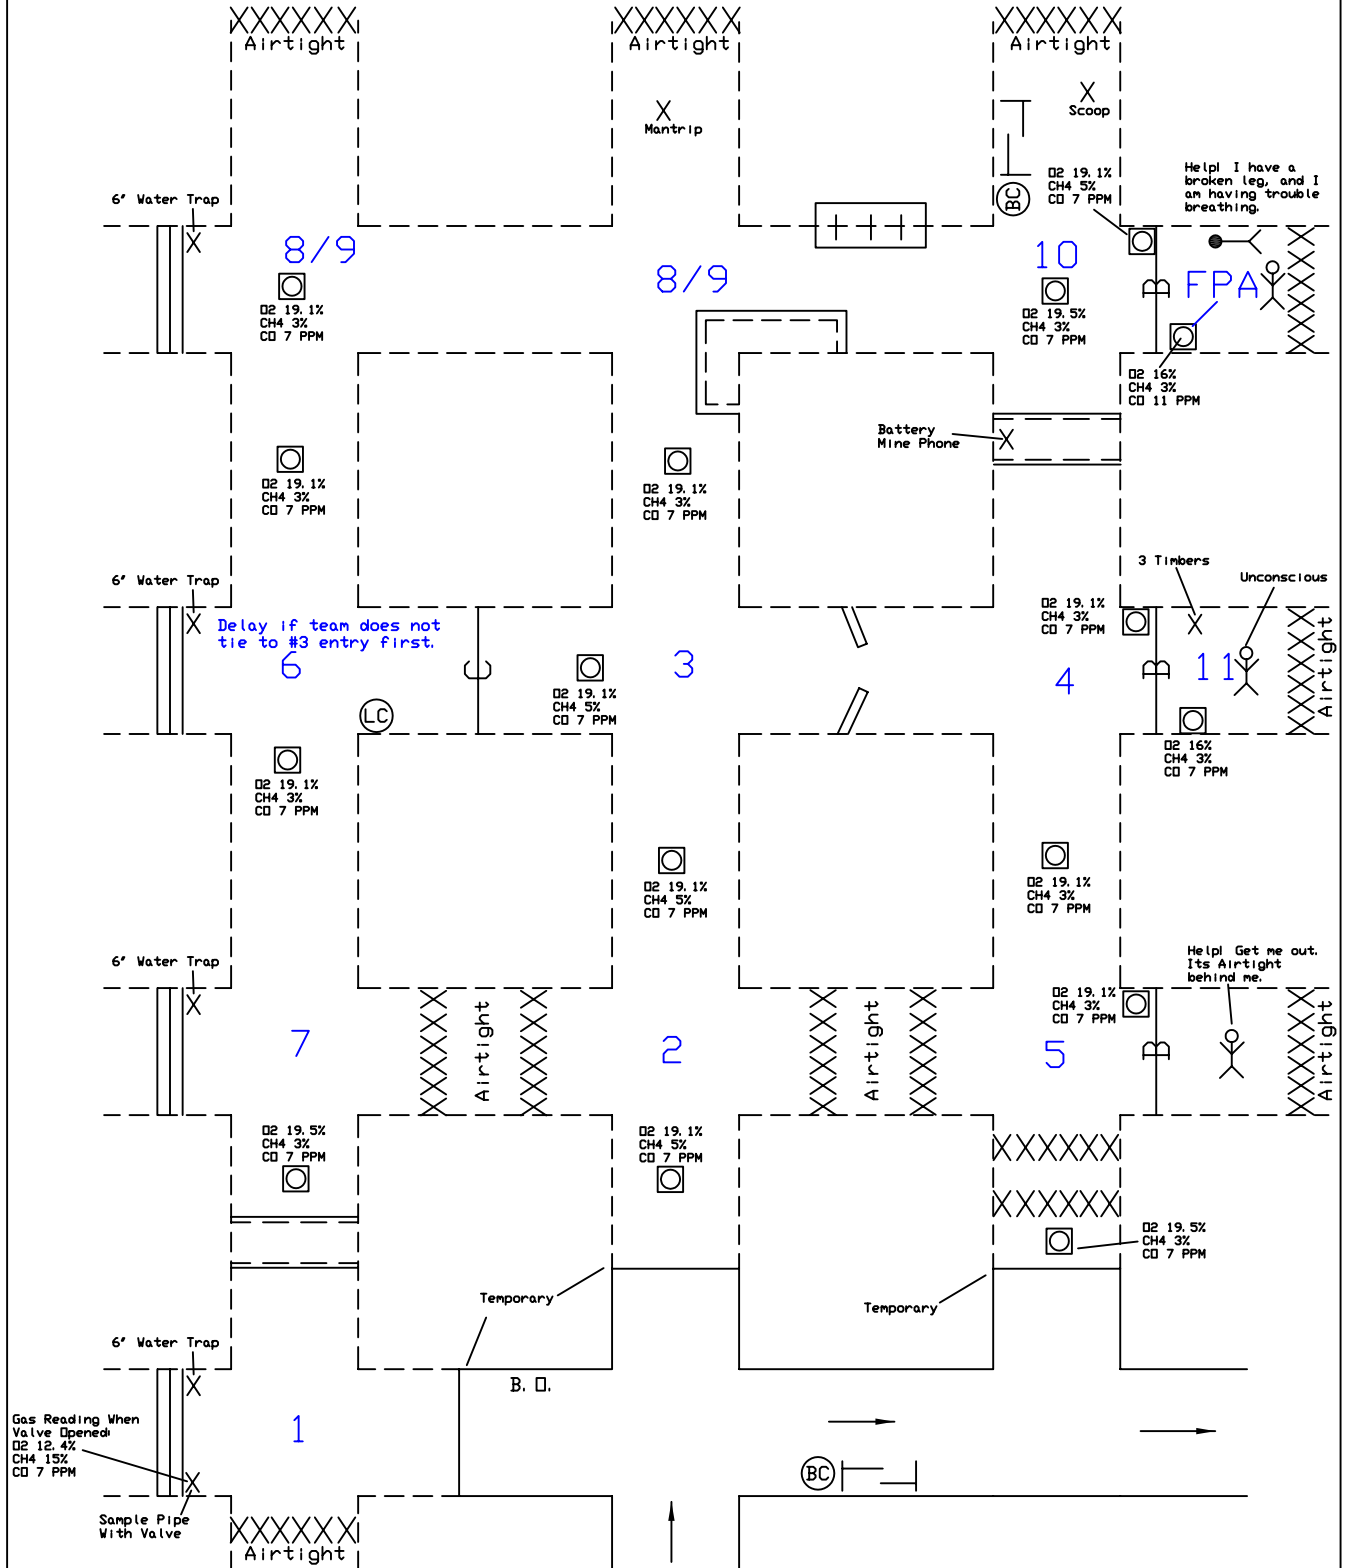 Airtight
Airtight
Airtight
X
Scoop
X
Mantrip
BC
O2 19.1%
CH4 5%
CO 7 PPM
Help! I have a
broken leg, and I
am having trouble
breathing.
6" Water Trap
X
8/9
8/9
10
B
FPA
O2 19.1%
CH4 3%
CO 7 PPM
O2 19.5%
CH4 3%
CO 7 PPM
O2 16%
CH4 3%
CO 11 PPM
Battery
Mine Phone
X
O2 19.1%
CH4 3%
CO 7 PPM
O2 19.1%
CH4 3%
CO 7 PPM
3 Timbers
X
Unconscious
6" Water Trap
X
Delay if team does not
tie to #3 entry first.
6
LC
C
3
O2 19.1%
CH4 5%
CO 7 PPM
O2 19.1%
CH4 3%
CO 7 PPM
4
B
11
Airtight
O2 16%
CH4 3%
CO 7 PPM
O2 19.1%
CH4 3%
CO 7 PPM
O2 19.1%
CH4 5%
CO 7 PPM
O2 19.1%
CH4 3%
CO 7 PPM
6" Water Trap
X
7
Airtight
2
Airtight
5
O2 19.1%
CH4 3%
CO 7 PPM
B
Help! Get me out.
Its Airtight
behind me.
Airtight
O2 19.5%
CH4 3%
CO 7 PPM
O2 19.1%
CH4 5%
CO 7 PPM
O2 19.5%
CH4 3%
CO 7 PPM
Temporary
Temporary
6" Water Trap
X
B.O.
1
Gas Reading When
Valve Opened:
O2 12.4%
CH4 15%
CO 7 PPM
X
Sample Pipe
With Valve
BC
Airtight